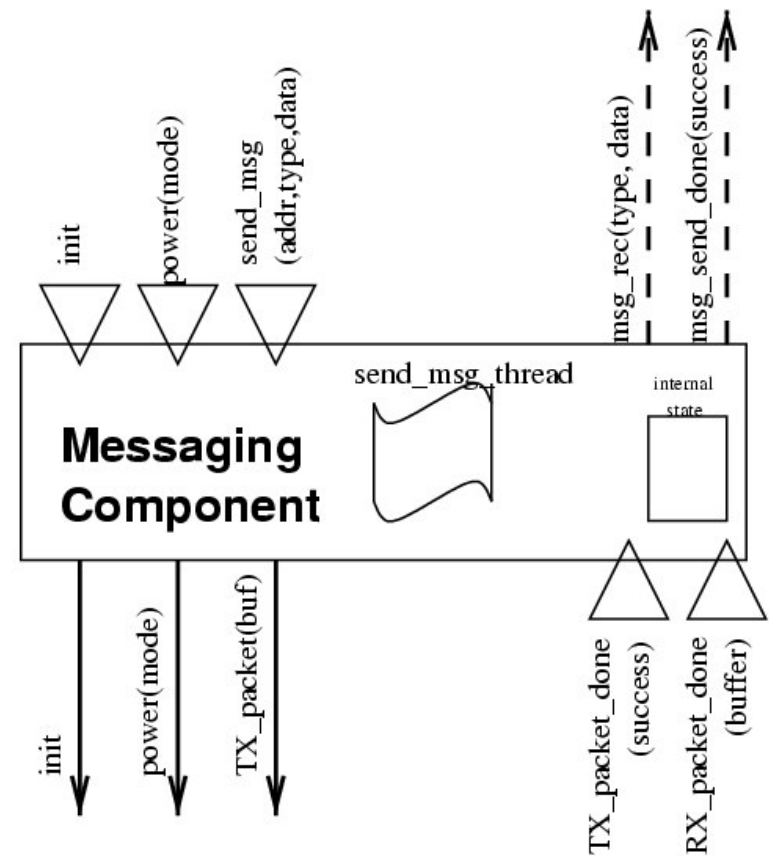 init
power(mode)
send_msg
(addr,type,data)
msg_rec(type, data)
msg_send_done(success)
send_msg_thread
internal
state
Messaging
Component
init
power(mode)
TX_packet(buf)
TX_packet_done
(success)
RX_packet_done
(buffer)